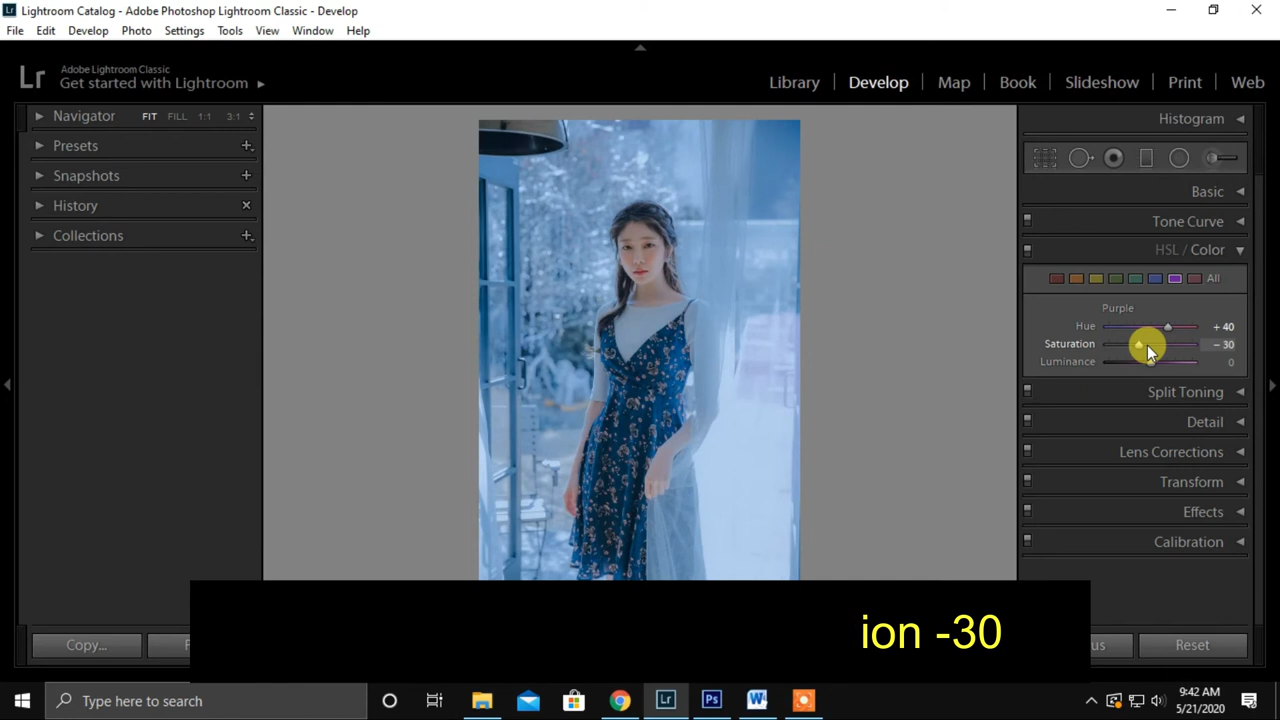 Lightroom Catalog - Adobe Photoshop Lightroom Classic - Develop
File Edit Develop Photo Settings Tools View Window Help
Lr
Adobe Lightroom Classic
Get started with Lightroom
Library Develop Map Book Slideshow Print Web
Navigator FIT FILL 1:1 3:1
Presets
Snapshots
History
Collections
Histogram
Basic
Tone Curve
HSL / Color
All
Purple
Hue + 40
Saturation – 30
Luminance 0
Split Toning
Detail
Lens Corrections
Transform
Effects
Calibration
Copy...
Reset
ion -30
Type here to search
Lr
Ps
W
9:42 AM
5/21/2020